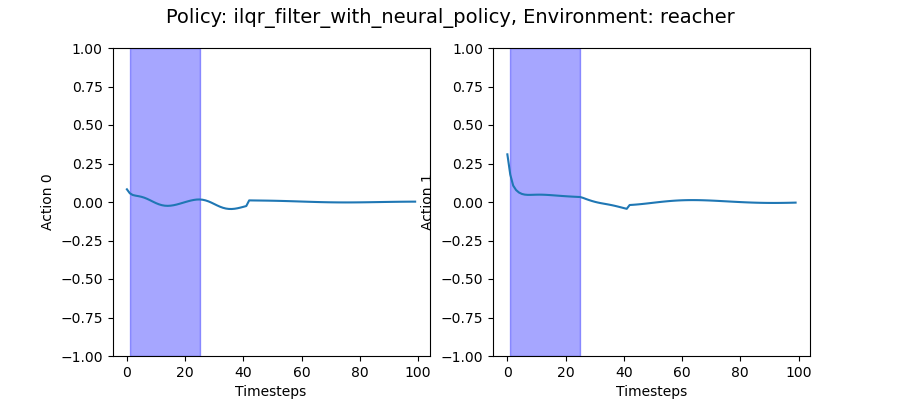 Policy: ilqr_filter_with_neural_policy, Environment: reacher
Action 0
1.00
0.75
0.50
0.25
0.00
−0.25
−0.50
−0.75
−1.00
0 20 40 60 80 100
Timesteps
Action 1
1.00
0.75
0.50
0.25
0.00
−0.25
−0.50
−0.75
−1.00
0 20 40 60 80 100
Timesteps